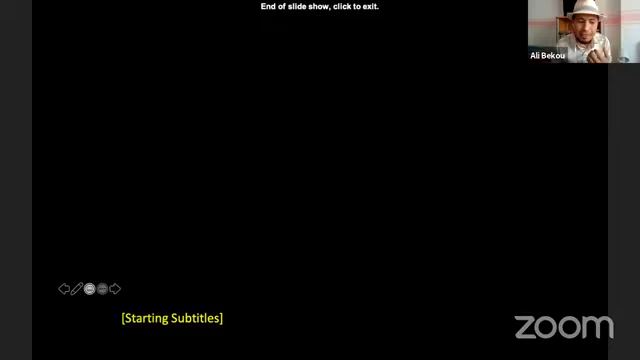 End of slide show, click to exit.
Ali Bekou
[Starting Subtitles]
zoom